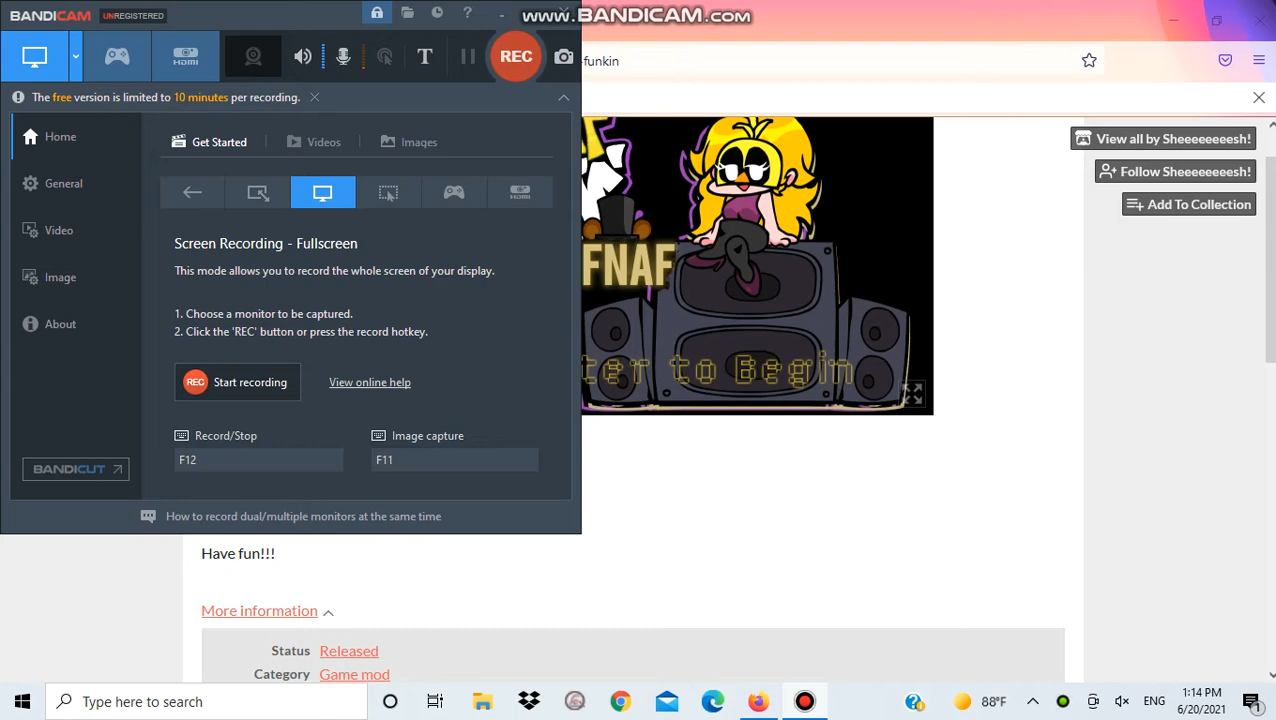 BANDICAM UNREGISTERED
www.BANDICAM.com
HDMI
T
REC
-funkin
The free version is limited to 10 minutes per recording.
Home
Get Started
Videos
Images
View all by Sheeeeeeesh!
Follow Sheeeeeeesh!
Add To Collection
General
HDMI
Video
Screen Recording - Fullscreen
This mode allows you to record the whole screen of your display.
FNAF
Image
1. Choose a monitor to be captured.
2. Click the 'REC' button or press the record hotkey.
About
REC Start recording
View online help
ter to Begin
Record/Stop
Image capture
F12
F11
BANDICUT
How to record dual/multiple monitors at the same time
Have fun!!!
More information
Status Released
Category Game mod
Type here to search
88°F
ENG
1:14 PM
6/20/2021
1